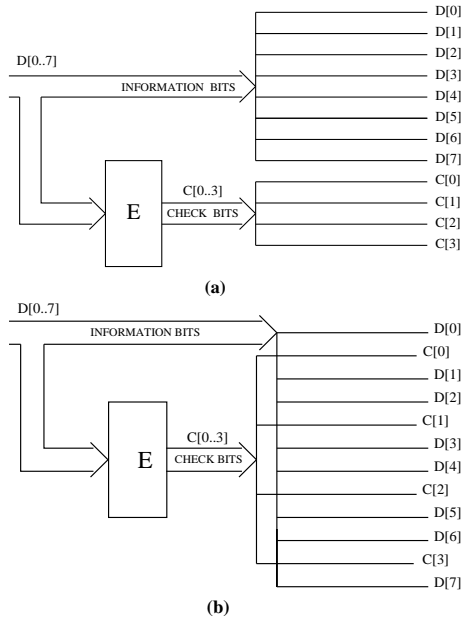 D[0]
D[1]
D[2]
D[0..7]
D[3]
INFORMATION BITS
D[4]
D[5]
D[6]
D[7]
C[0]
E
C[0..3]
C[1]
CHECK BITS
C[2]
C[3]
(a)
D[0..7]
INFORMATION BITS
D[0]
C[0]
D[1]
D[2]
C[1]
E
C[0..3]
D[3]
CHECK BITS
D[4]
C[2]
D[5]
D[6]
C[3]
D[7]
(b)